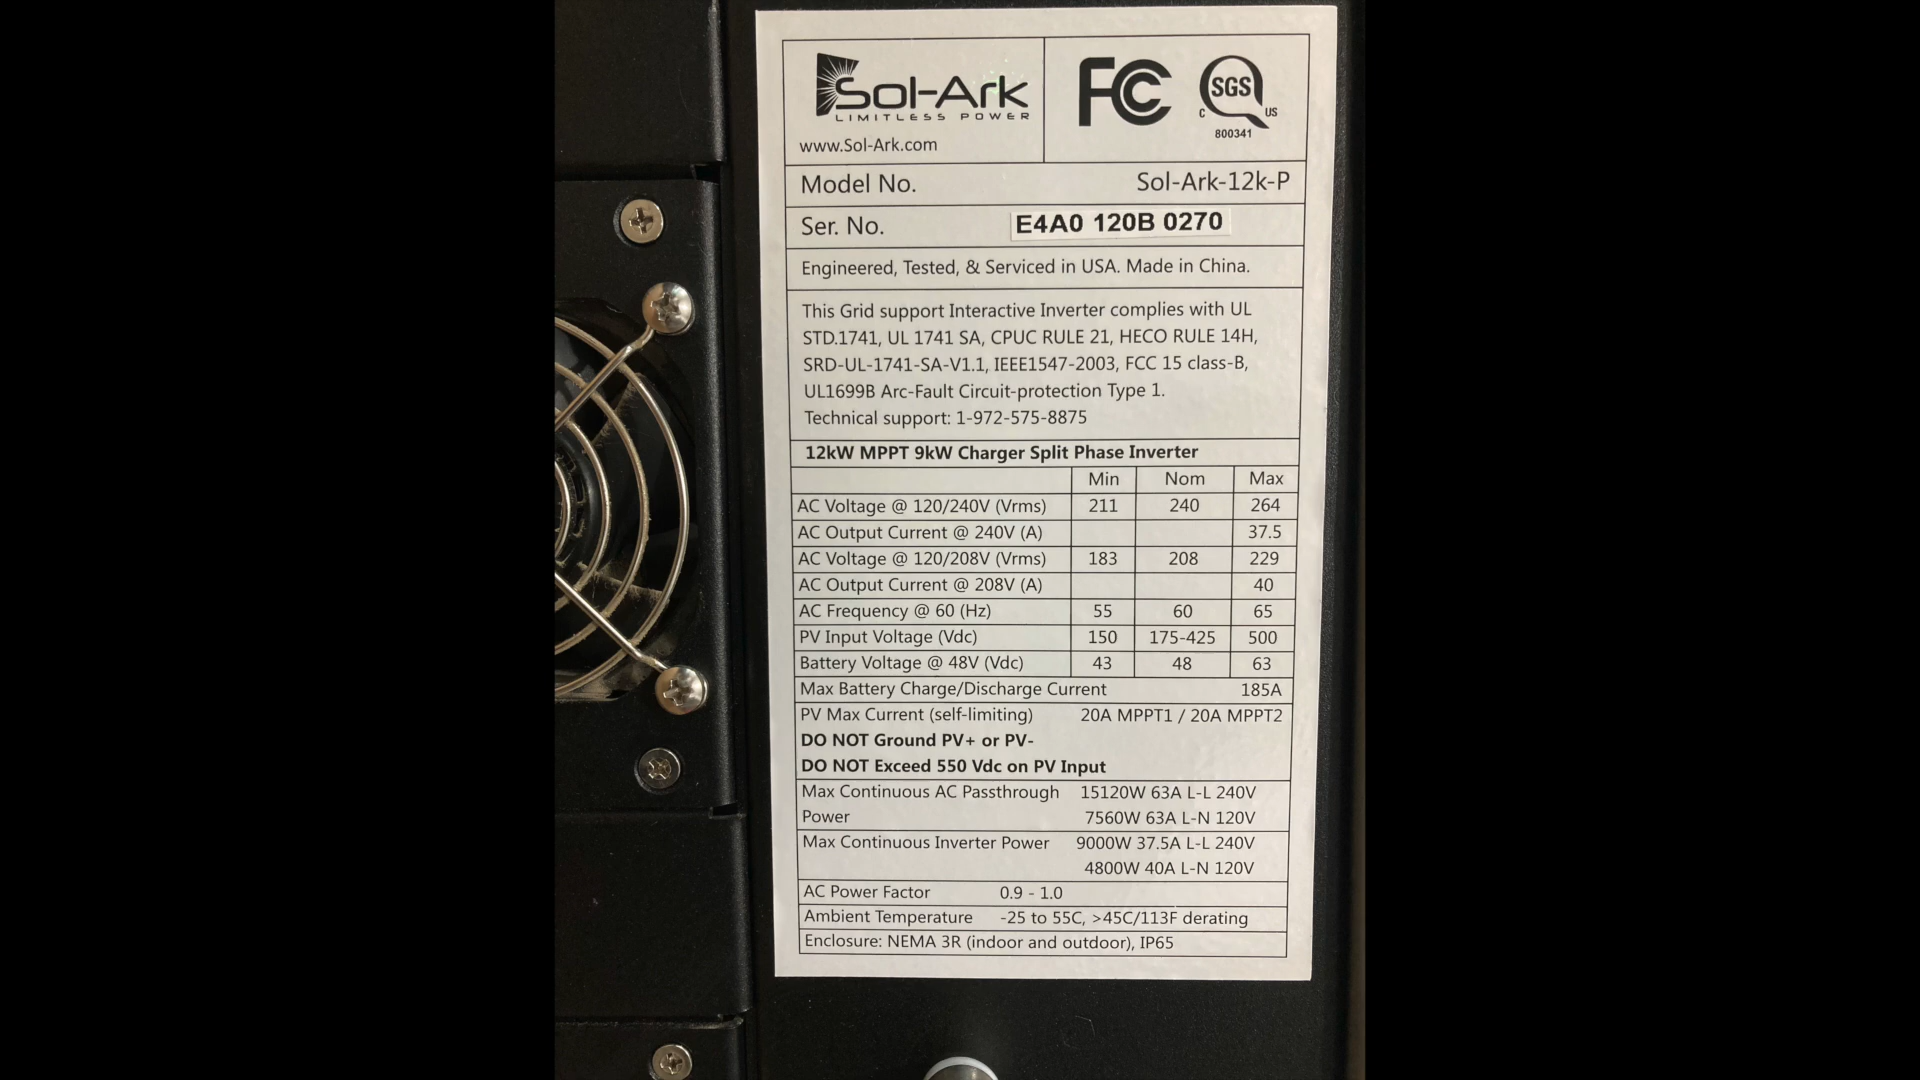 Sol-Ark
LIMITLESS POWER
www.Sol-Ark.com
FC
SGS
C US
800341
Model No. Sol-Ark-12k-P
Ser. No. E4A0 120B 0270
Engineered, Tested, & Serviced in USA. Made in China.
This Grid support Interactive Inverter complies with UL
STD.1741, UL 1741 SA, CPUC RULE 21, HECO RULE 14H,
SRD-UL-1741-SA-V1.1, IEEE1547-2003, FCC 15 class-B,
UL1699B Arc-Fault Circuit-protection Type 1.
Technical support: 1-972-575-8875
12kW MPPT 9kW Charger Split Phase Inverter
Min Nom Max
AC Voltage @ 120/240V (Vrms) 211 240 264
AC Output Current @ 240V (A) 37.5
AC Voltage @ 120/208V (Vrms) 183 208 229
AC Output Current @ 208V (A) 40
AC Frequency @ 60 (Hz) 55 60 65
PV Input Voltage (Vdc) 150 175-425 500
Battery Voltage @ 48V (Vdc) 43 48 63
Max Battery Charge/Discharge Current 185A
PV Max Current (self-limiting) 20A MPPT1 / 20A MPPT2
DO NOT Ground PV+ or PV-
DO NOT Exceed 550 Vdc on PV Input
Max Continuous AC Passthrough 15120W 63A L-L 240V
Power 7560W 63A L-N 120V
Max Continuous Inverter Power 9000W 37.5A L-L 240V
4800W 40A L-N 120V
AC Power Factor 0.9 - 1.0
Ambient Temperature -25 to 55C, >45C/113F derating
Enclosure: NEMA 3R (indoor and outdoor), IP65